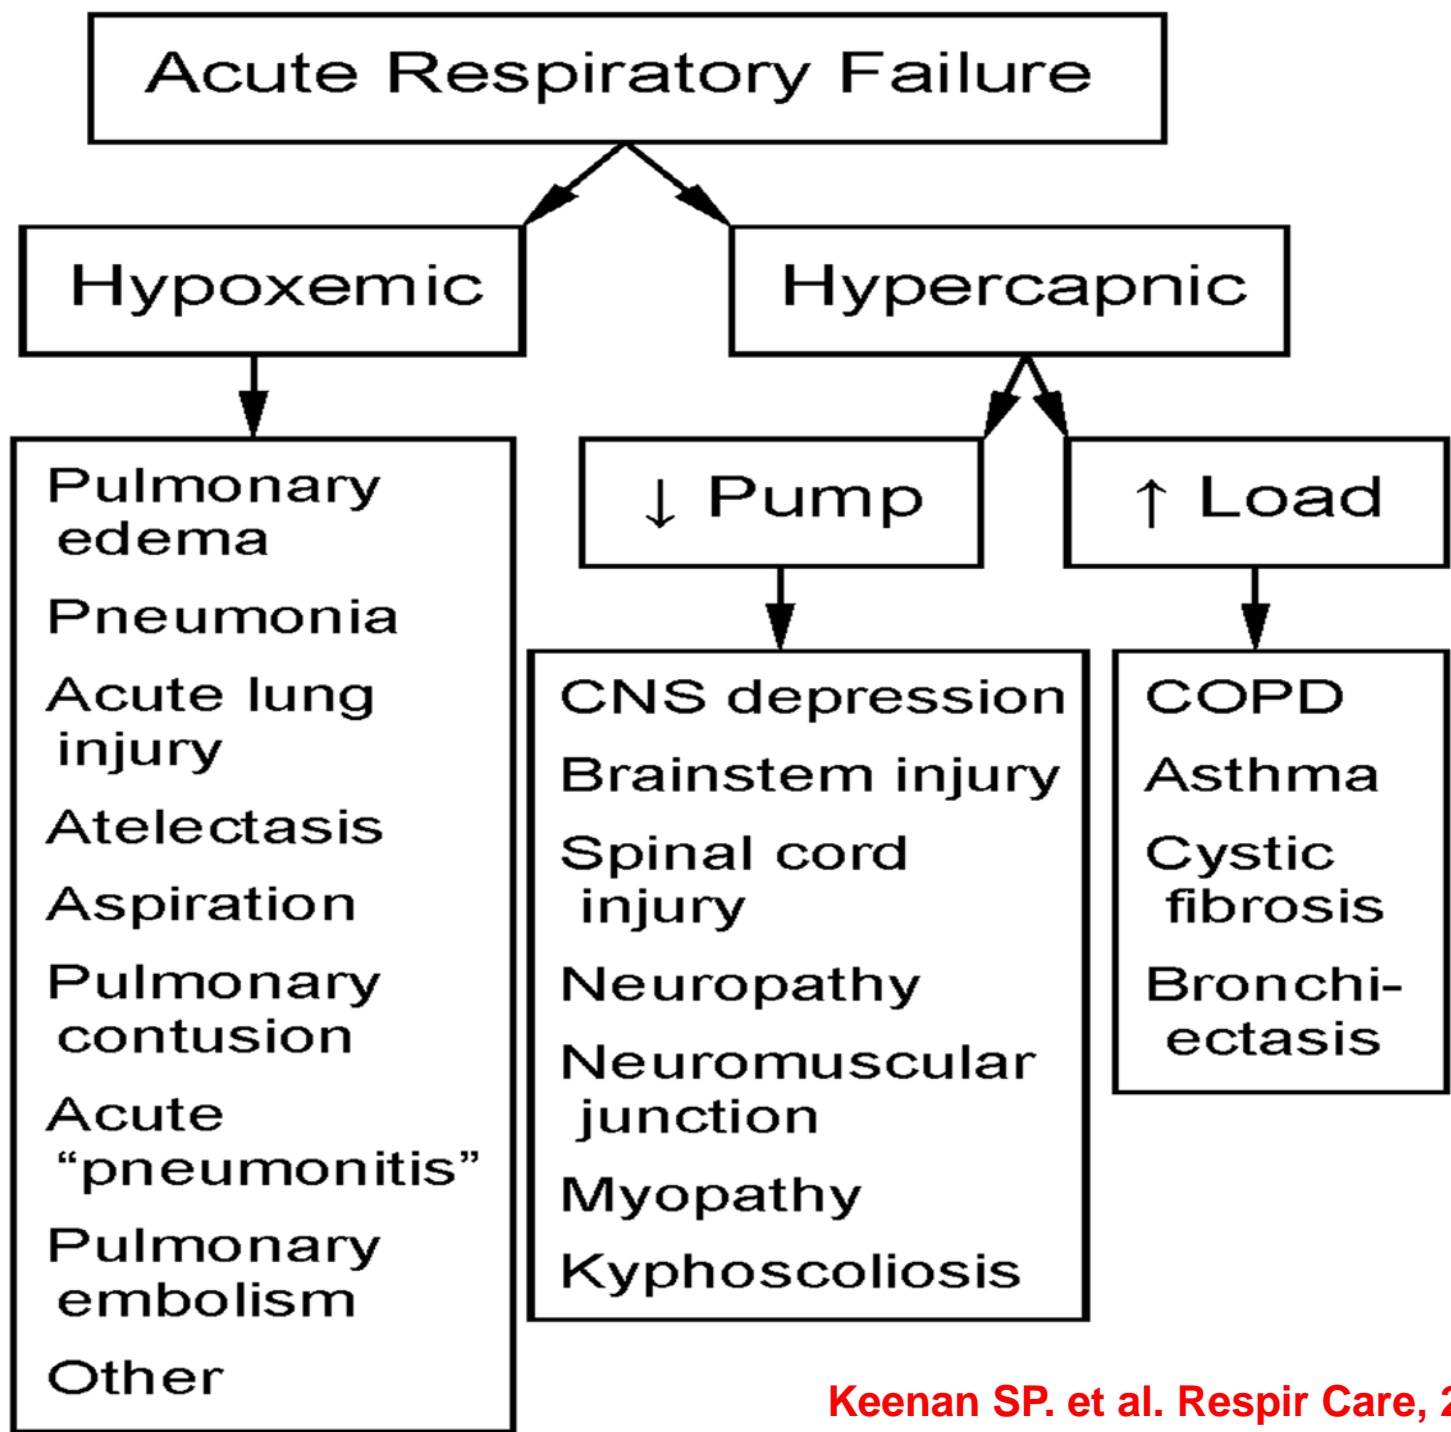 Acute Respiratory Failure
Hypoxemic
Hypercapnic
Pulmonary
edema
Pneumonia
Acute lung
injury
Atelectasis
Aspiration
Pulmonary
contusion
Acute
“pneumonitis”
Pulmonary
embolism
Other
↓ Pump
CNS depression
Brainstem injury
Spinal cord
injury
Neuropathy
Neuromuscular
junction
Myopathy
Kyphoscoliosis
↑ Load
COPD
Asthma
Cystic
fibrosis
Bronchi-
ectasis
Keenan SP. et al. Respir Care,